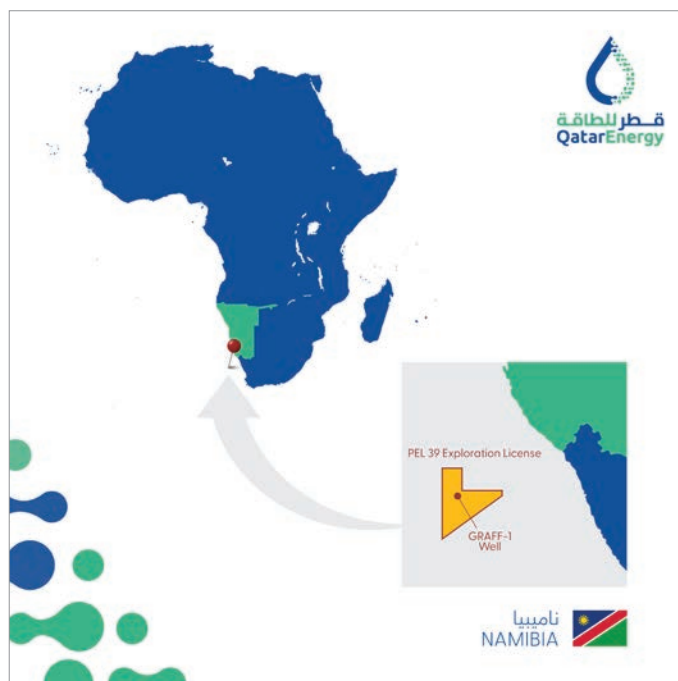 قطر للطاقة
QatarEnergy
PEL 39 Exploration License
GRAFF-1
Well
ناميبيا
NAMIBIA